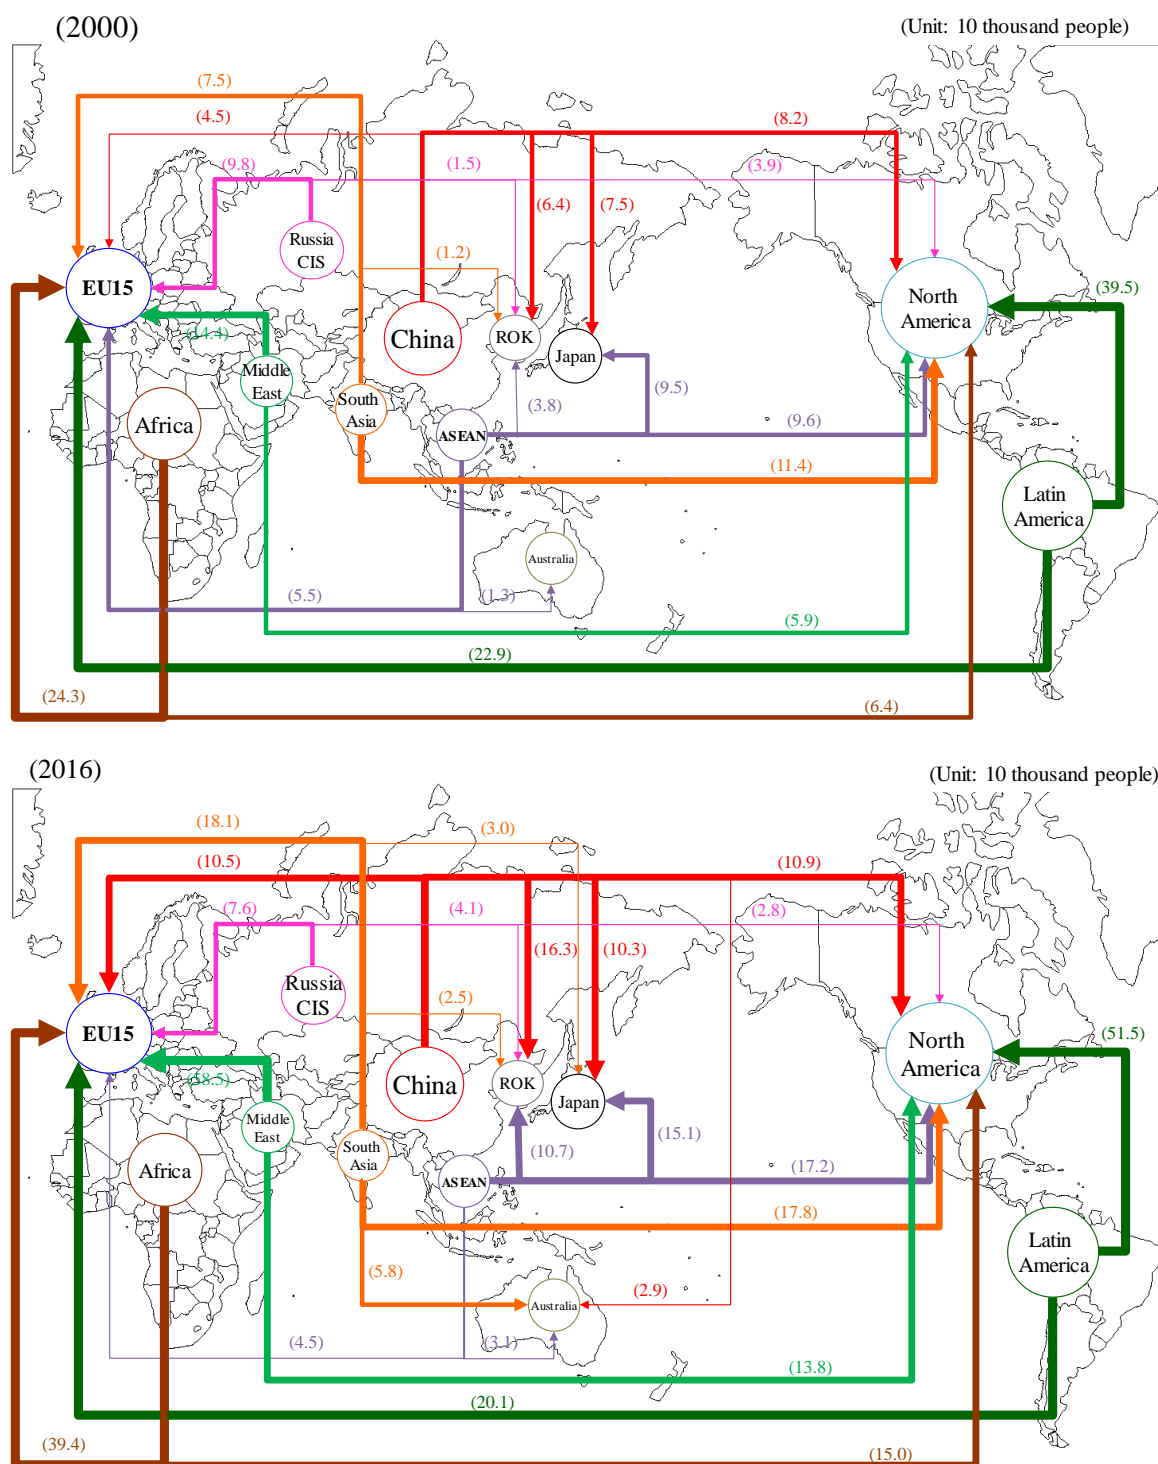 (2000)
(Unit: 10 thousand people)
(7.5)
(4.5)
(8.2)
(9.8)
(1.5)
(3.9)
(6.4)
(7.5)
Russia
CIS
(1.2)
EU15
North
America
(39.5)
(14.4)
China
ROK
Japan
Middle
East
South
Asia
(9.5)
(3.8)
Africa
ASEAN
(9.6)
(11.4)
Latin
America
Australia
(5.5)
(1.3)
(5.9)
(22.9)
(24.3)
(6.4)
(2016)
(Unit: 10 thousand people)
(18.1)
(3.0)
(10.5)
(10.9)
(7.6)
(4.1)
(2.8)
(16.3)
(10.3)
Russia
CIS
(2.5)
EU15
North
America
(51.5)
(58.5)
China
ROK
Japan
Middle
East
South
Asia
(15.1)
(10.7)
Africa
ASEAN
(17.2)
(17.8)
Latin
America
(5.8)
(2.9)
Australia
(4.5)
(3.1)
(13.8)
(20.1)
(39.4)
(15.0)